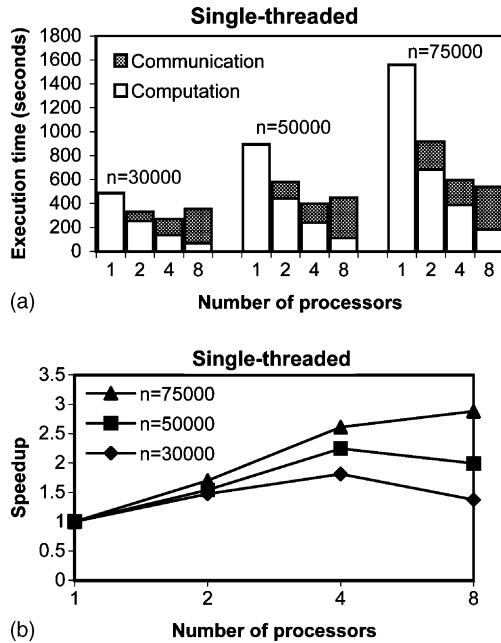 Single-threaded
1800
1600
1400
1200
1000
800
600
400
200
0
Execution time (seconds)
Communication
Computation
n=30000
n=50000
n=75000
1 2 4 8 1 2 4 8 1 2 4 8
Number of processors
(a)
Single-threaded
3.5
3
2.5
2
1.5
1
0.5
0
Speedup
n=75000
n=50000
n=30000
1 2 4 8
Number of processors
(b)